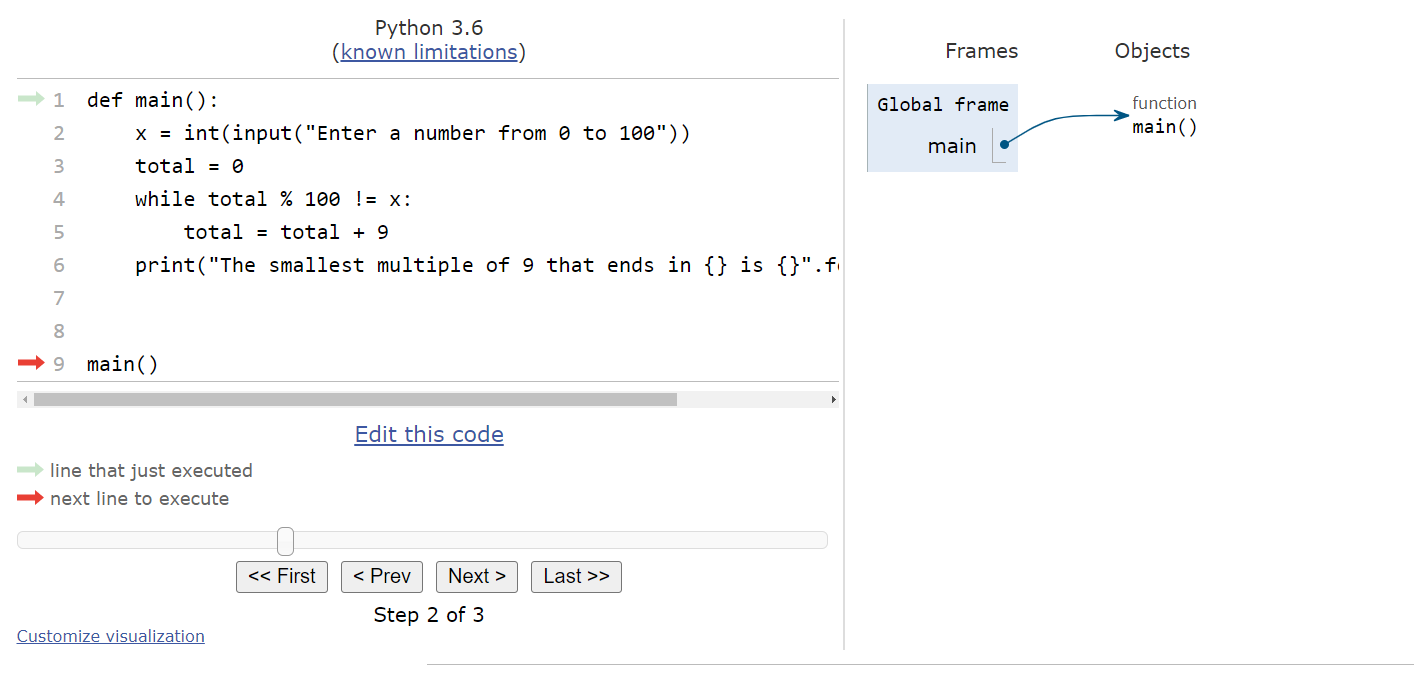 Python 3.6
(known limitations)
1 def main():
2     x = int(input("Enter a number from 0 to 100"))
3     total = 0
4     while total % 100 != x:
5         total = total + 9
6     print("The smallest multiple of 9 that ends in {} is {}".f
7
8
9 main()
Edit this code
line that just executed
next line to execute
<< First < Prev Next > Last >>
Step 2 of 3
Customize visualization
Frames Objects
Global frame
main
function
main()